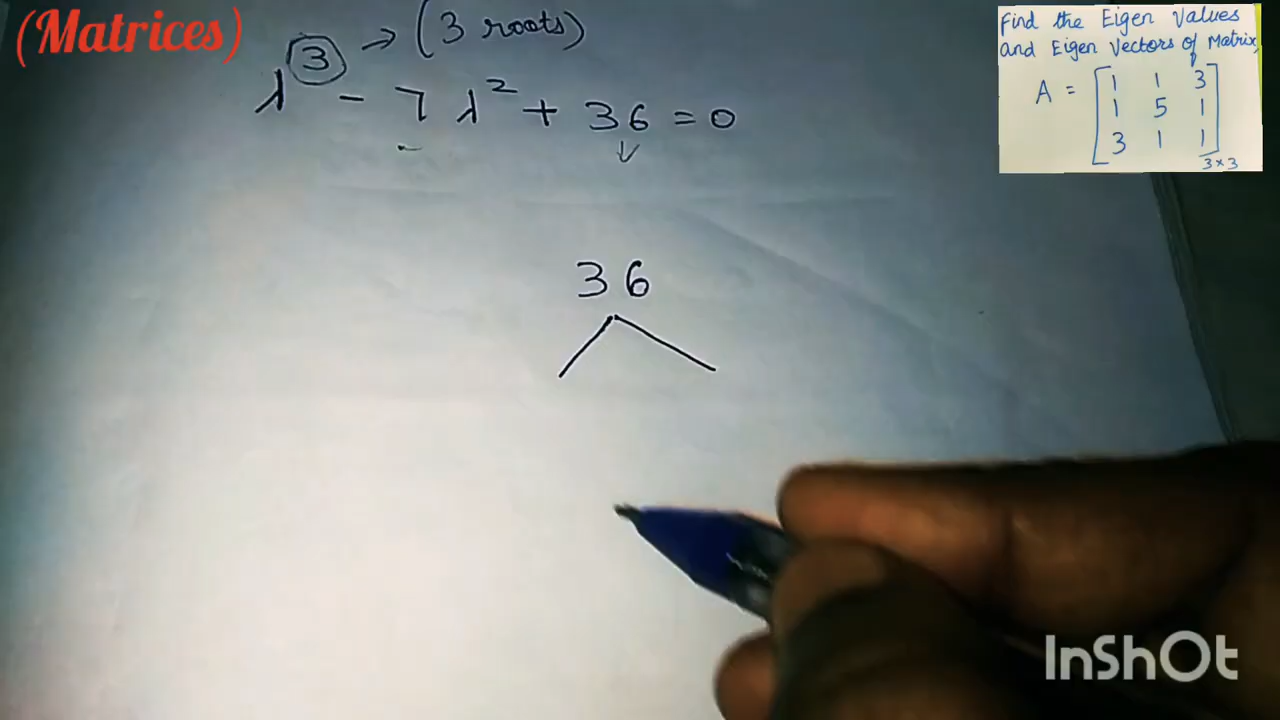 (Matrices)
λ³ → (3 roots)
λ³ - 7λ² + 36 = 0
36
Find the Eigen Values
and Eigen Vectors of Matrix,
A = [ 1 1 3
1 5 1
3 1 1 ] 3×3
InShOt